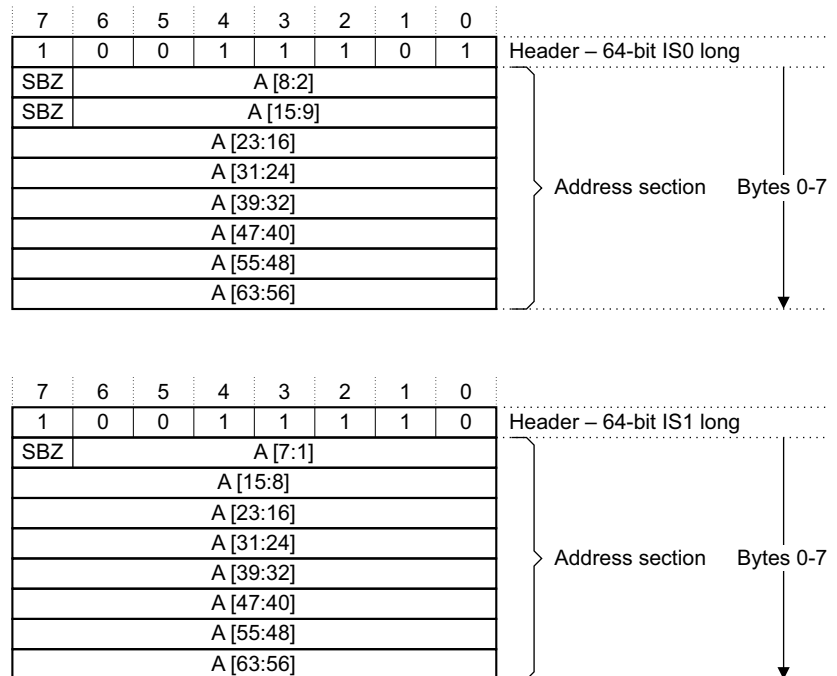 7 6 5 4 3 2 1 0
1 0 0 1 1 1 0 1 Header – 64-bit IS0 long
SBZ A [8:2]
SBZ A [15:9]
A [23:16]
A [31:24] Address section Bytes 0-7
A [39:32]
A [47:40]
A [55:48]
A [63:56]
7 6 5 4 3 2 1 0
1 0 0 1 1 1 1 0 Header – 64-bit IS1 long
SBZ A [7:1]
A [15:8]
A [23:16]
A [31:24] Address section Bytes 0-7
A [39:32]
A [47:40]
A [55:48]
A [63:56]